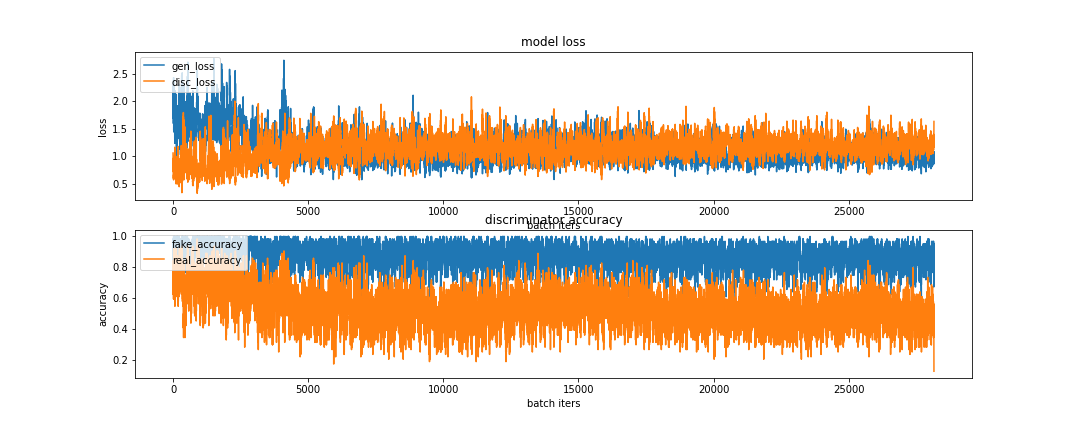 model loss
gen_loss
disc_loss
2.5
2.0
1.5
1.0
0.5
loss
0
5000
10000
15000
20000
25000
batch iters
discriminator accuracy
fake_accuracy
real_accuracy
1.0
0.8
0.6
0.4
0.2
accuracy
0
5000
10000
15000
20000
25000
batch iters